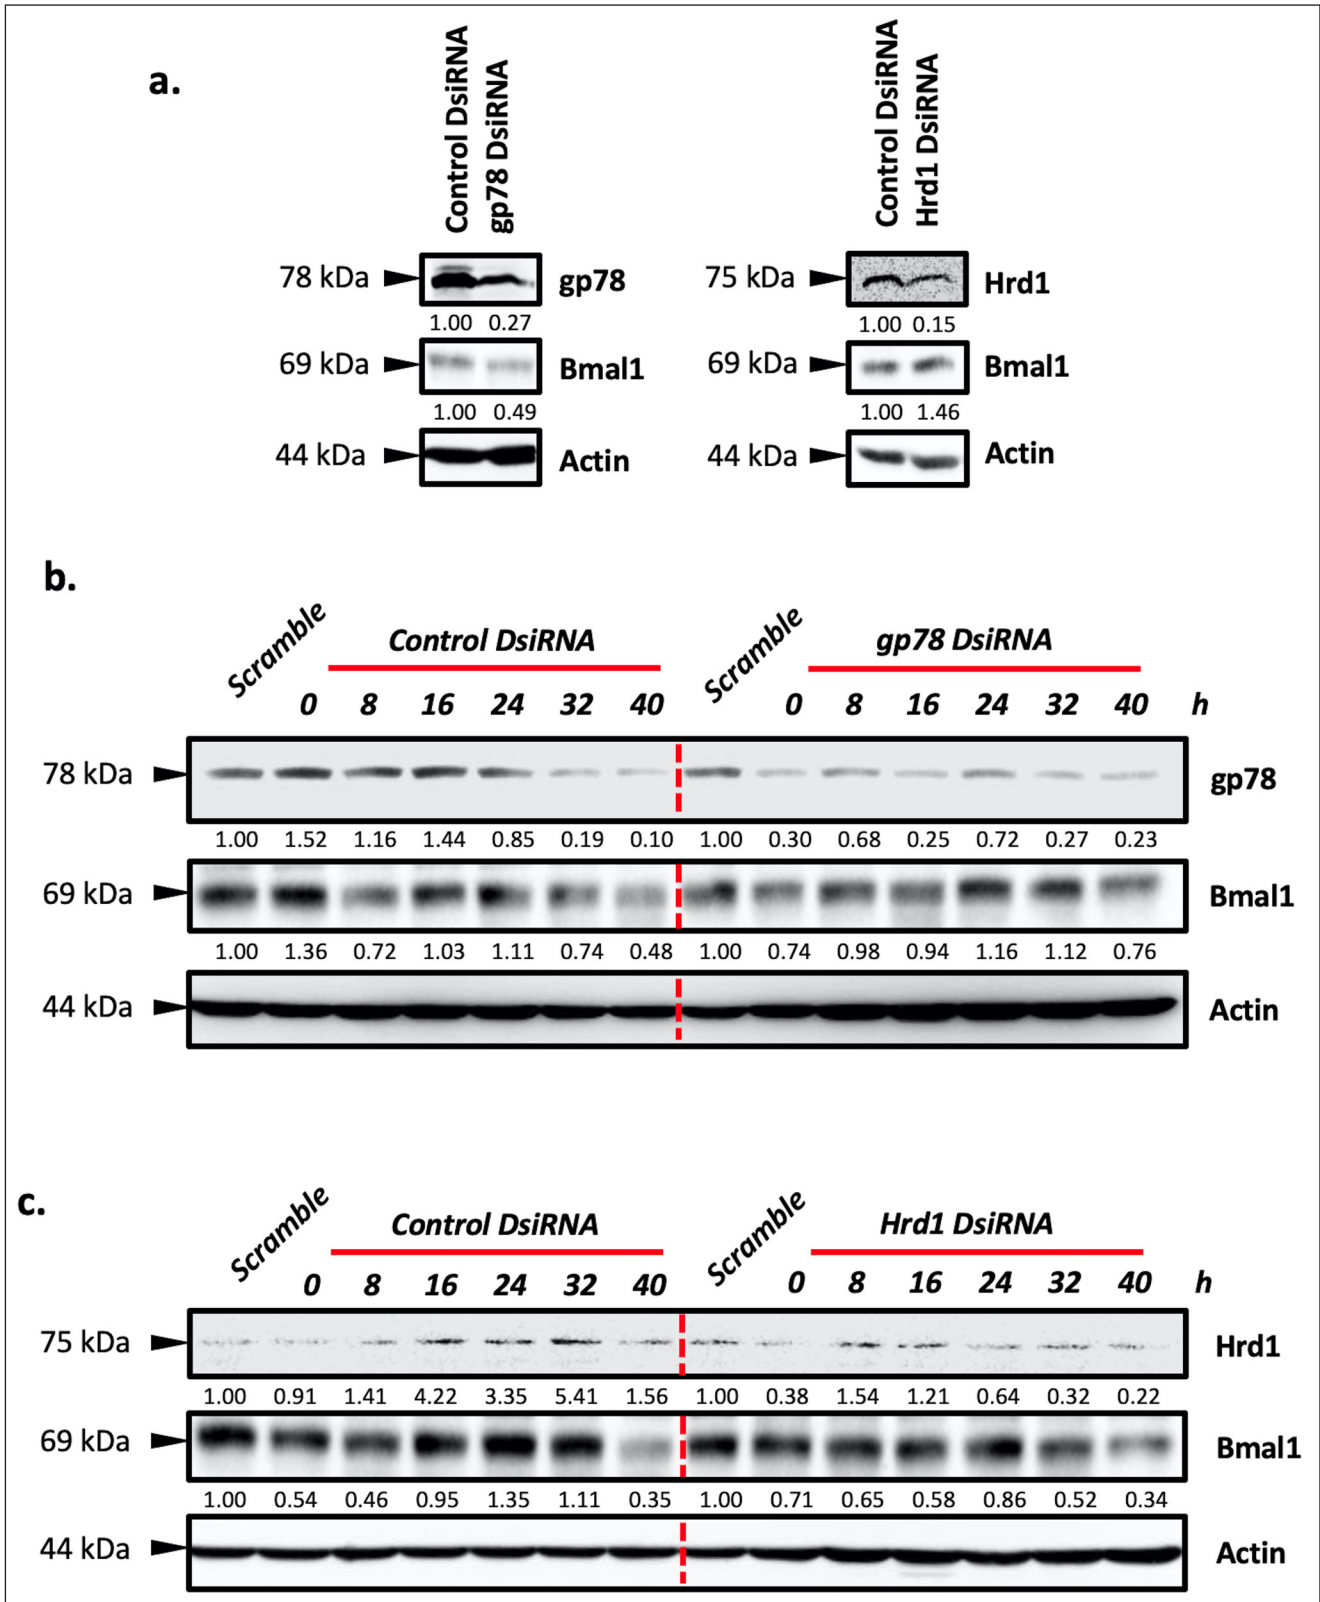 a.
Control DsiRNA
gp78 DsiRNA
78 kDa
gp78
1.00 0.27
69 kDa
Bmal1
1.00 0.49
44 kDa
Actin
Control DsiRNA
Hrd1 DsiRNA
75 kDa
Hrd1
1.00 0.15
69 kDa
Bmal1
1.00 1.46
44 kDa
Actin
b.
Scramble Control DsiRNA Scramble gp78 DsiRNA
0 8 16 24 32 40 0 8 16 24 32 40 h
78 kDa gp78
1.00 1.52 1.16 1.44 0.85 0.19 0.10 1.00 0.30 0.68 0.25 0.72 0.27 0.23
69 kDa Bmal1
1.00 1.36 0.72 1.03 1.11 0.74 0.48 1.00 0.74 0.98 0.94 1.16 1.12 0.76
44 kDa Actin
c.
Scramble Control DsiRNA Scramble Hrd1 DsiRNA
0 8 16 24 32 40 0 8 16 24 32 40 h
75 kDa Hrd1
1.00 0.91 1.41 4.22 3.35 5.41 1.56 1.00 0.38 1.54 1.21 0.64 0.32 0.22
69 kDa Bmal1
1.00 0.54 0.46 0.95 1.35 1.11 0.35 1.00 0.71 0.65 0.58 0.86 0.52 0.34
44 kDa Actin